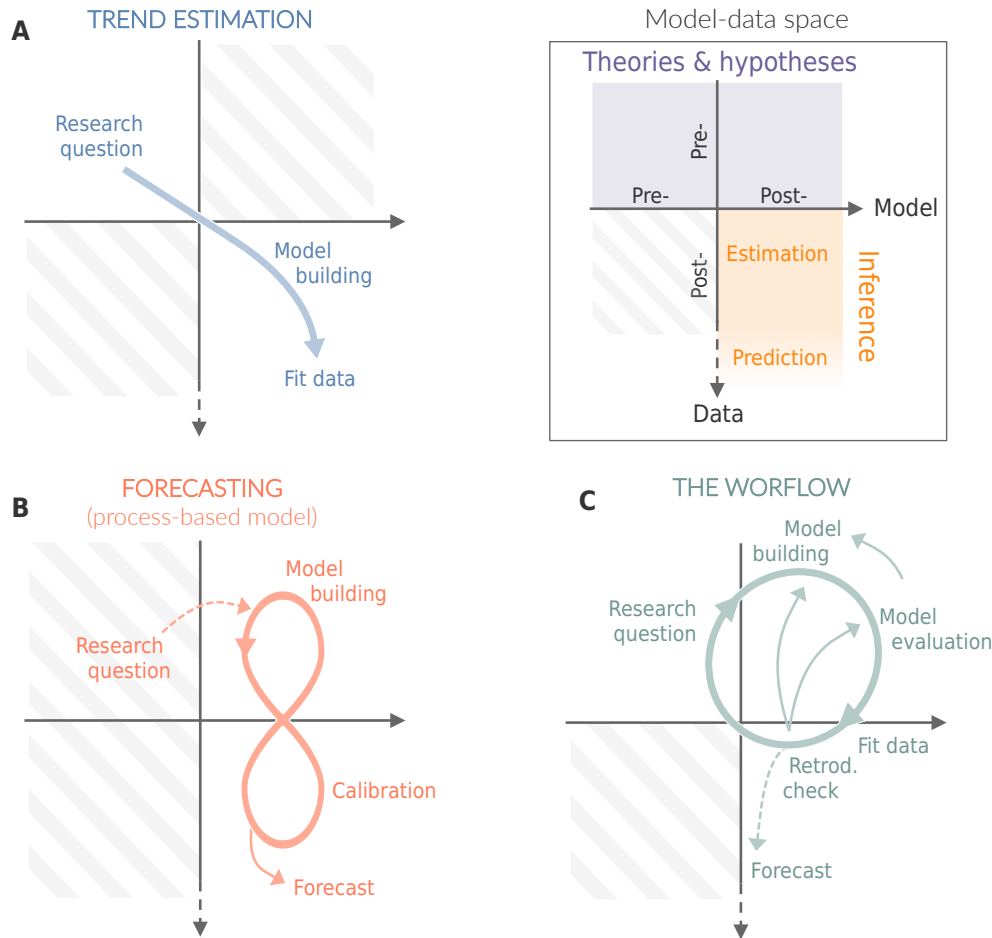 A
TREND ESTIMATION
Research
question
Model
building
Fit data
Model-data space
Theories & hypotheses
Pre-
Pre-
Post-
Model
Post-
Estimation
Inference
Prediction
Data
B
FORECASTING
(process-based model)
Model
building
Research
question
Calibration
Forecast
C
THE WORFLOW
Model
building
Research
question
Model
evaluation
Fit data
Retrod.
check
Forecast